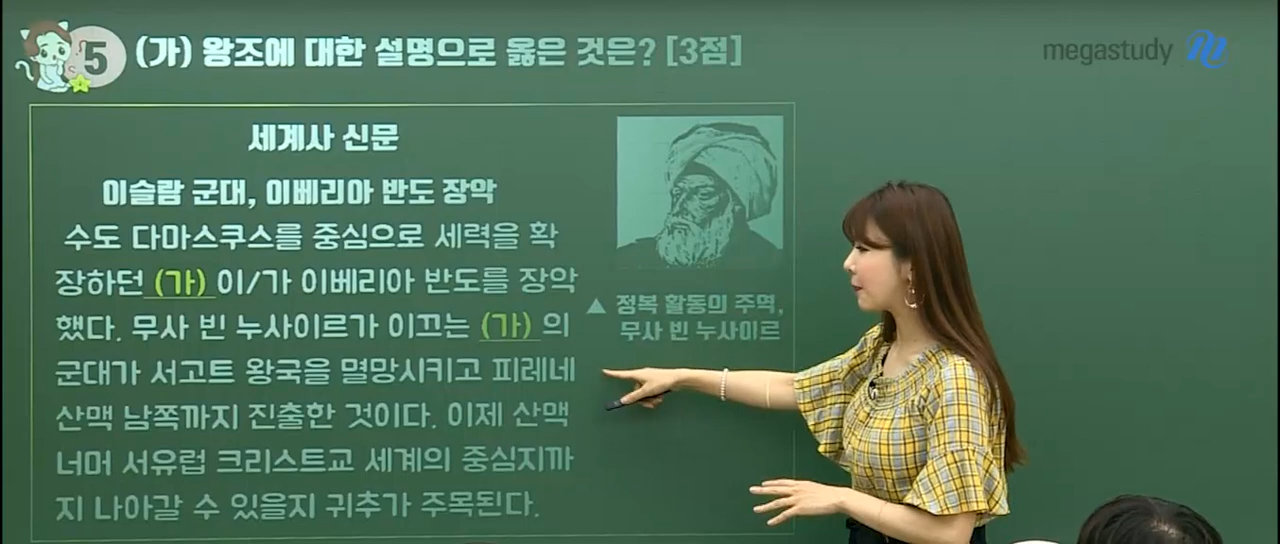 5 (가) 왕조에 대한 설명으로 옳은 것은? [3점]
megastudy
세계사 신문
이슬람 군대, 이베리아 반도 장악
수도 다마스쿠스를 중심으로 세력을 확
장하던 (가) 이/가 이베리아 반도를 장악
했다. 무사 빈 누사이르가 이끄는 (가) 의
군대가 서고트 왕국을 멸망시키고 피레네
산맥 남쪽까지 진출한 것이다. 이제 산맥
너머 서유럽 크리스트교 세계의 중심지까
지 나아갈 수 있을지 귀추가 주목된다.
▲ 정복 활동의 주역,
무사 빈 누사이르